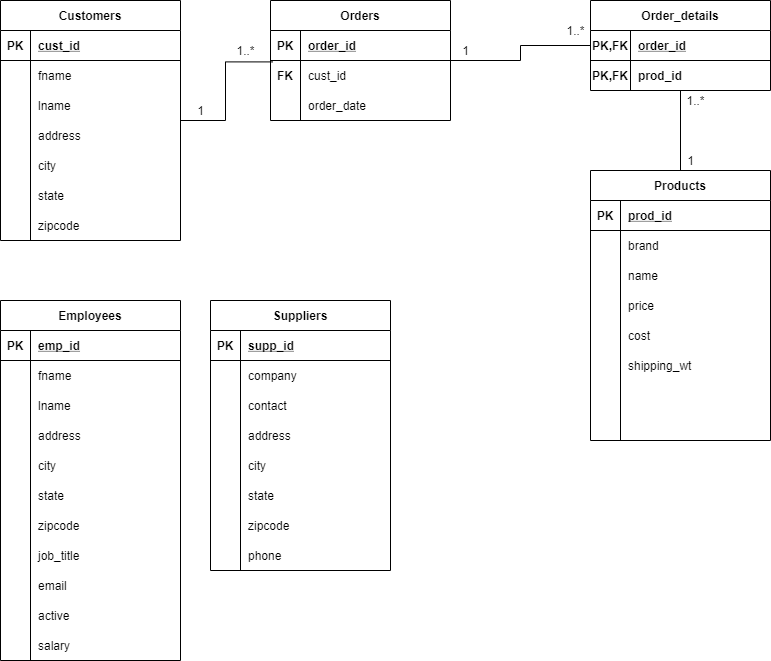 Customers
PK cust_id
fname
lname
address
city
state
zipcode
1
1..*
Orders
PK order_id
FK cust_id
order_date
1
1..*
Order_details
PK,FK order_id
PK,FK prod_id
1..*
1
Products
PK prod_id
brand
name
price
cost
shipping_wt
Employees
PK emp_id
fname
lname
address
city
state
zipcode
job_title
email
active
salary
Suppliers
PK supp_id
company
contact
address
city
state
zipcode
phone